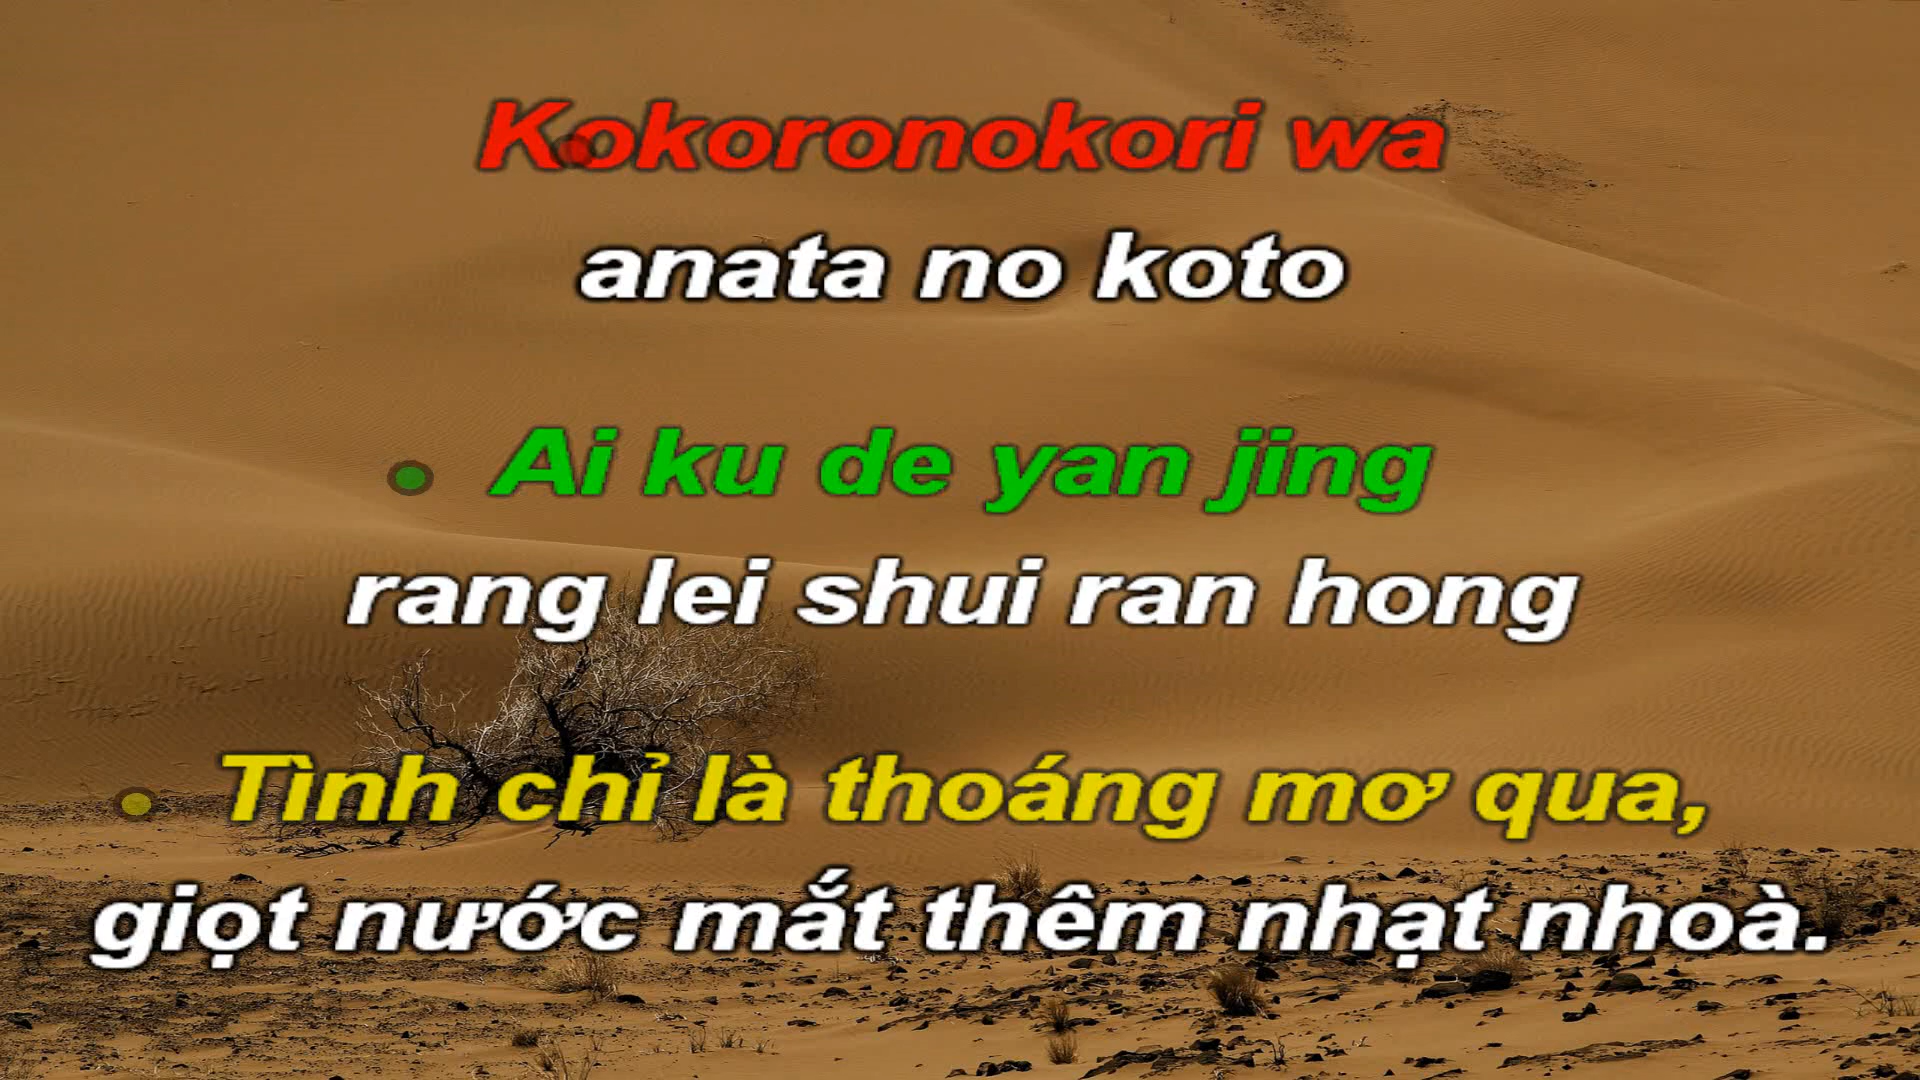 Kokoronokori wa
anata no koto
Ai ku de yan jing
rang lei shui ran hong
Tình chỉ là thoáng mơ qua,
giọt nước mắt thêm nhạt nhoà.